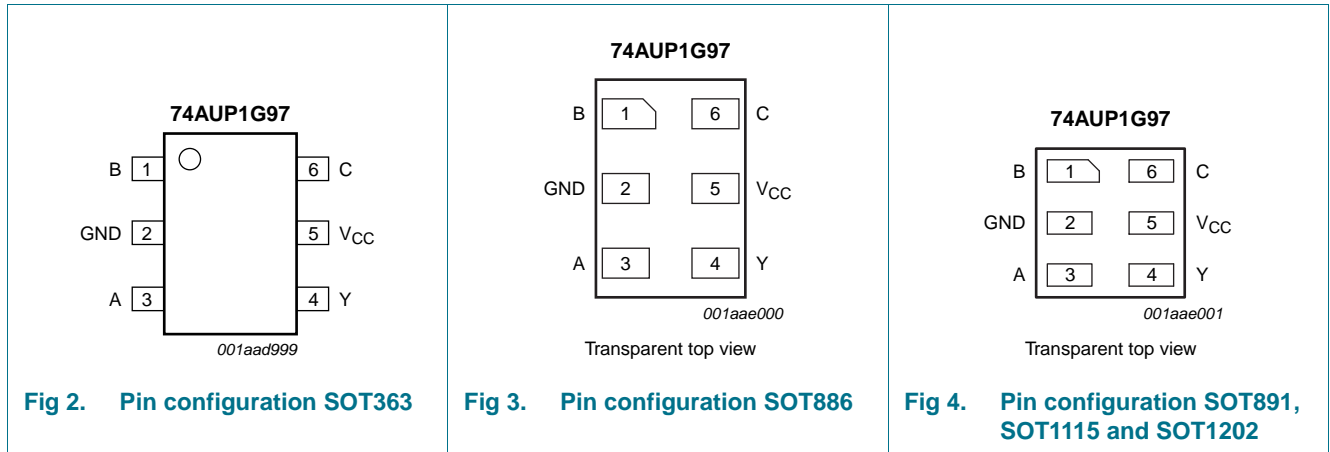 74AUP1G97
B 1 6 C
GND 2 5 VCC
A 3 4 Y
001aad999
Fig 2. Pin configuration SOT363
74AUP1G97
B 1 6 C
GND 2 5 VCC
A 3 4 Y
001aae000
Transparent top view
Fig 3. Pin configuration SOT886
74AUP1G97
B 1 6 C
GND 2 5 VCC
A 3 4 Y
001aae001
Transparent top view
Fig 4. Pin configuration SOT891,
SOT1115 and SOT1202